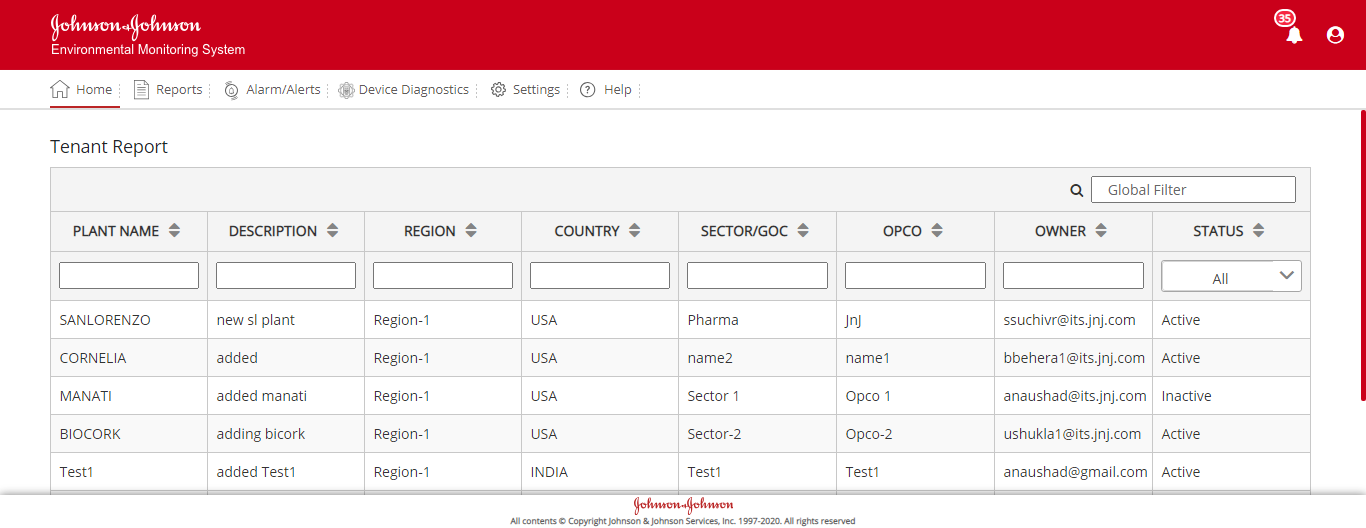 Johnson & Johnson
35
Environmental Monitoring System
Home Reports Alarm/Alerts Device Diagnostics Settings Help
Tenant Report
Global Filter
PLANT NAME DESCRIPTION REGION COUNTRY SECTOR/GOC OPCO OWNER STATUS
All
SANLORENZO new sl plant Region-1 USA Pharma JnJ ssuchivr@its.jnj.com Active
CORNELIA added Region-1 USA name2 name1 bbehera1@its.jnj.com Active
MANATI added manati Region-1 USA Sector 1 Opco 1 anaushad@its.jnj.com Inactive
BIOCORK adding bicork Region-1 USA Sector-2 Opco-2 ushukla1@its.jnj.com Active
Test1 added Test1 Region-1 INDIA Test1 Test1 anaushad@gmail.com Active
Johnson & Johnson
All contents © Copyright Johnson & Johnson Services, Inc. 1997-2020. All rights reserved